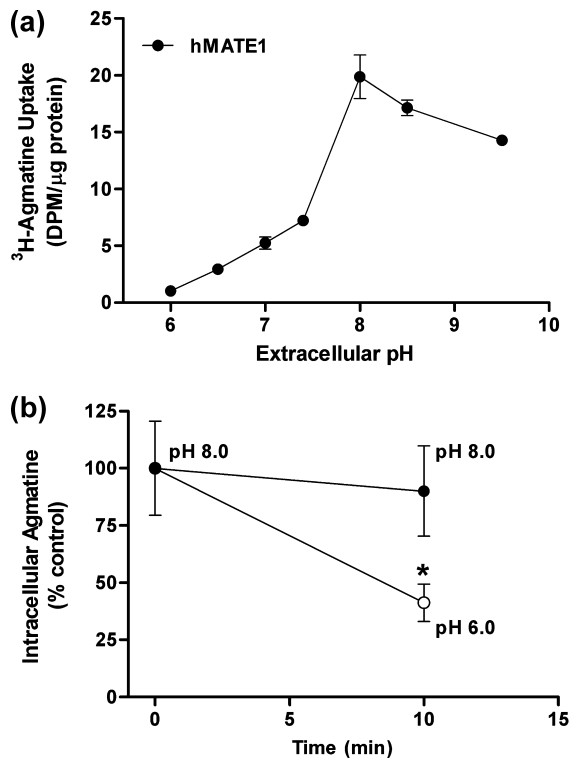 (a)
hMATE1
³H-Agmatine Uptake
(DPM/μg protein)
25
20
15
10
5
0
6 7 8 9 10
Extracellular pH
(b)
Intracellular Agmatine
(% control)
125
100
75
50
25
0
pH 8.0
pH 8.0
*
pH 6.0
0 5 10 15
Time (min)